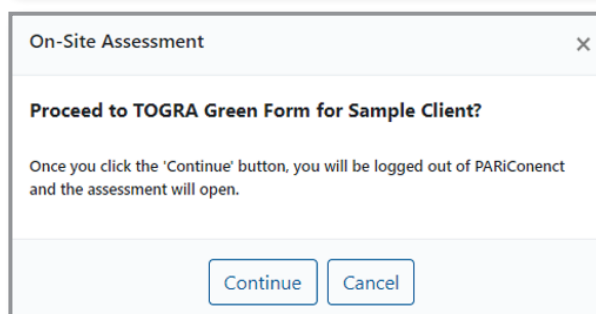 On-Site Assessment ×
Proceed to TOGRA Green Form for Sample Client?
Once you click the 'Continue' button, you will be logged out of PARiConenct
and the assessment will open.
Continue Cancel